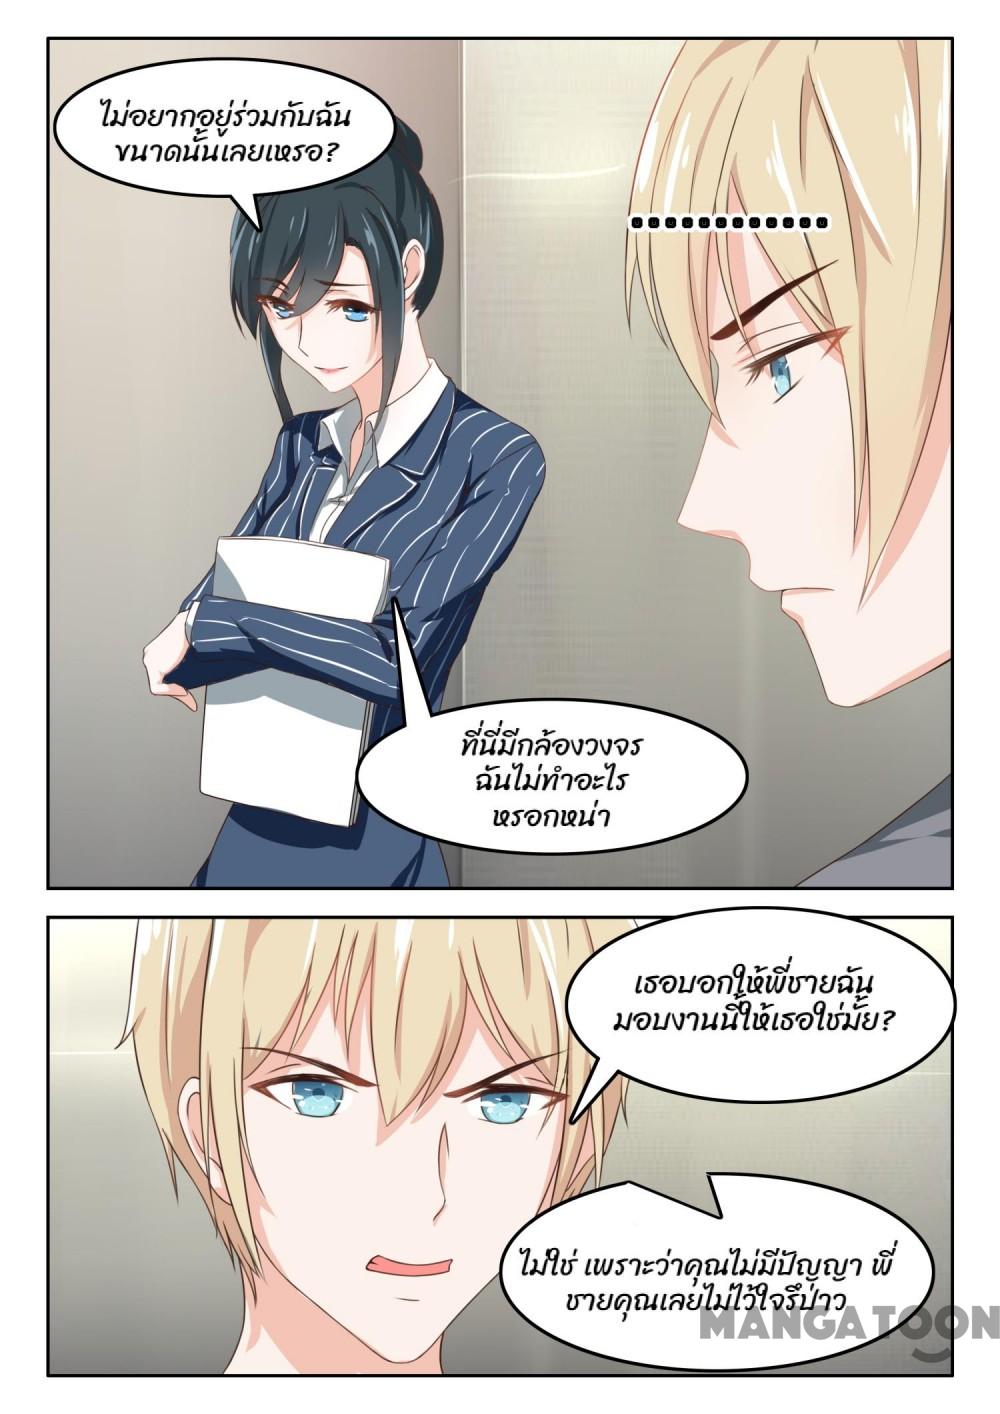 ไม่อยากอยู่ร่วมกับฉัน
ขนาดนั้นเลยเหรอ?
............
ที่นี่มีกล้องวงจร
ฉันไม่ทำอะไร
หรอกหน่า
เธอบอกให้พี่ชายฉัน
มอบงานนี้ให้เธอใช่มั้ย?
ไม่ใช่ เพราะว่าคุณไม่มีปัญญา พี่
ชายคุณเลยไม่ไว้ใจรึป่าว
MANGATOON